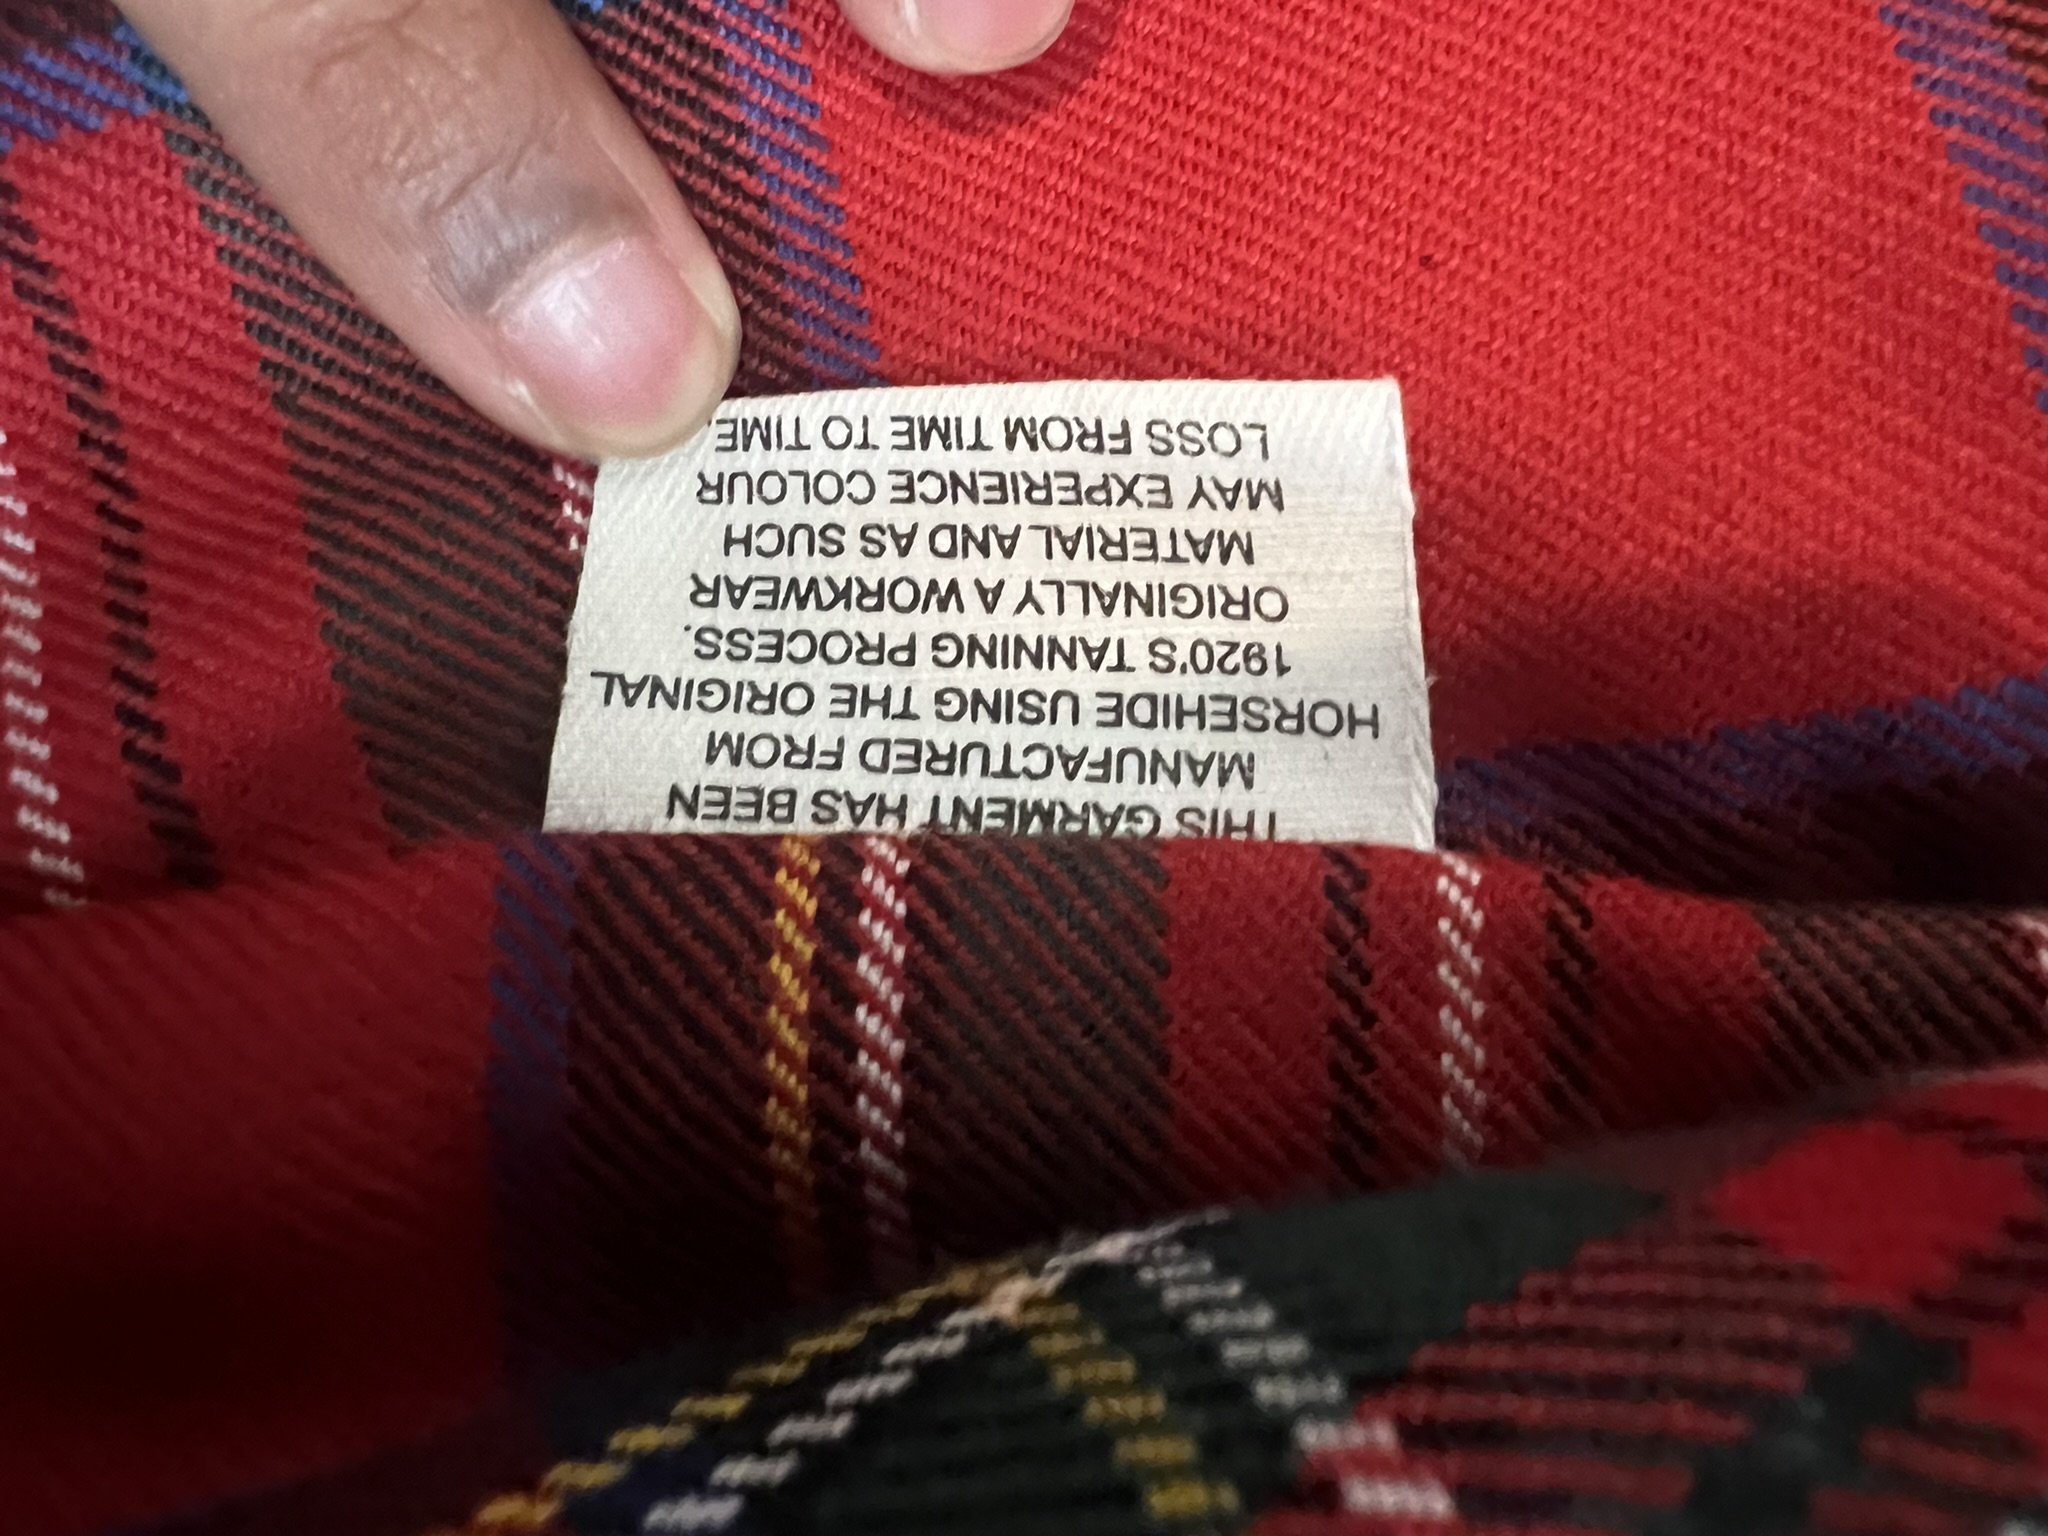 THIS GARMENT HAS BEEN
MANUFACTURED FROM
HORSEHIDE USING THE ORIGINAL
1920'S TANNING PROCESS.
ORIGINALLY A WORKWEAR
MATERIAL AND AS SUCH
MAY EXPERIENCE COLOUR
LOSS FROM TIME TO TIME.